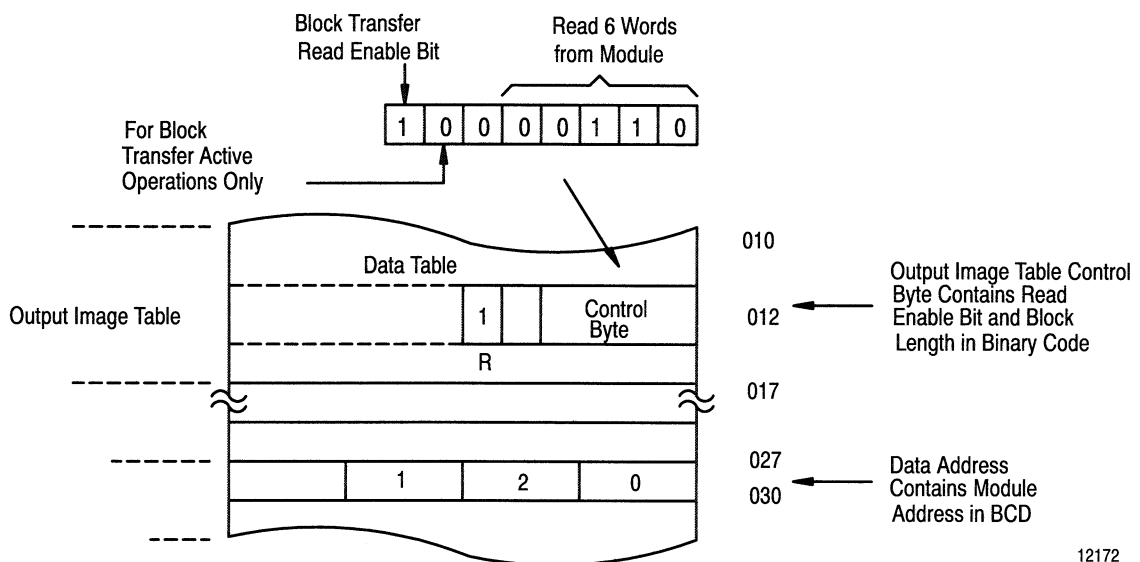 Block Transfer
Read Enable Bit
Read 6 Words
from Module
1 0 0 0 0 1 1 0
For Block
Transfer Active
Operations Only
010
Data Table
Output Image Table
1
Control
Byte
012
Output Image Table Control
Byte Contains Read
Enable Bit and Block
Length in Binary Code
R
017
027
1 2 0
030
Data Address
Contains Module
Address in BCD
12172